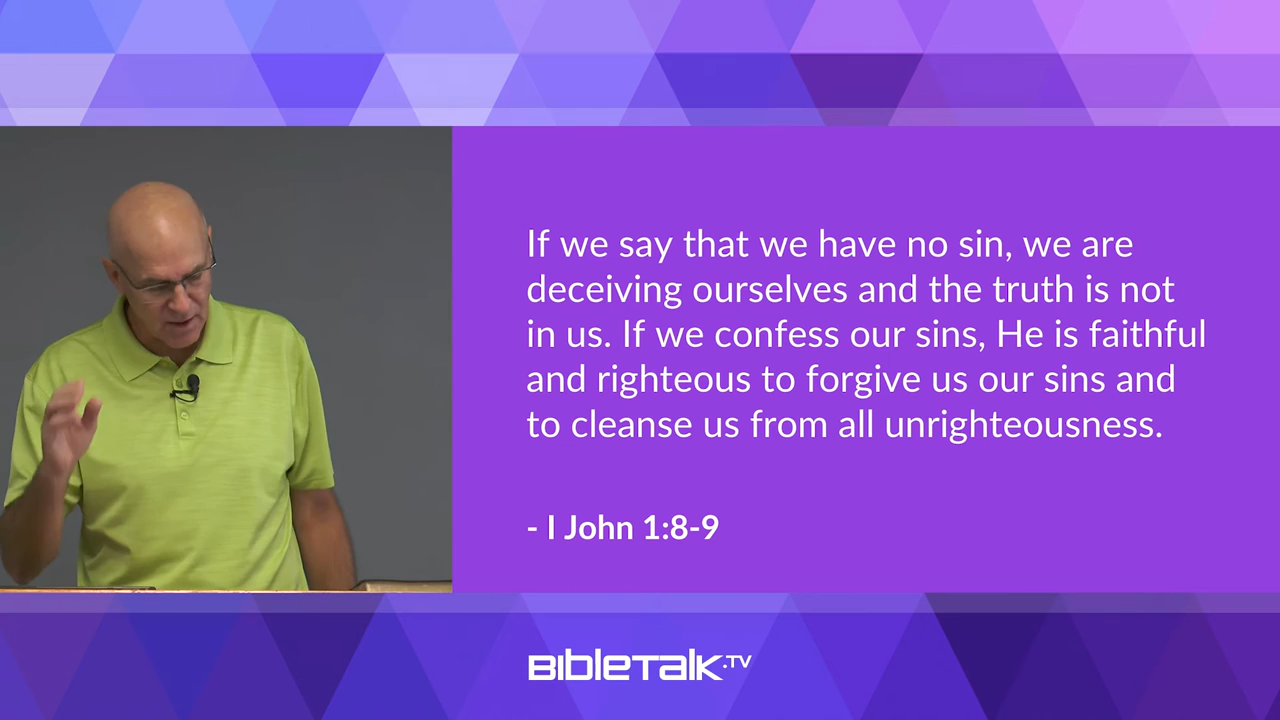 If we say that we have no sin, we are
deceiving ourselves and the truth is not
in us. If we confess our sins, He is faithful
and righteous to forgive us our sins and
to cleanse us from all unrighteousness.
- I John 1:8-9
BibleTalk.TV